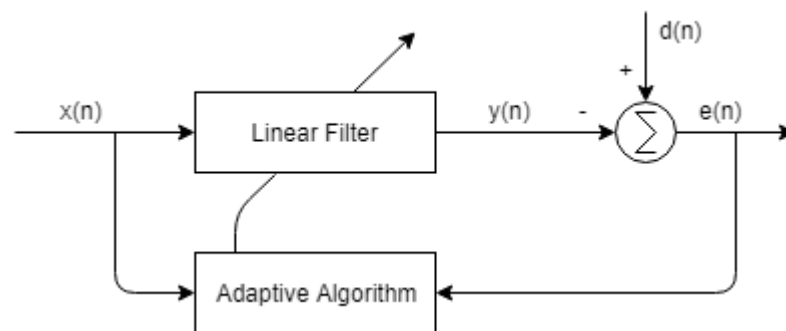 d(n)
+
x(n)
Linear Filter
y(n)
-
∑
e(n)
Adaptive Algorithm